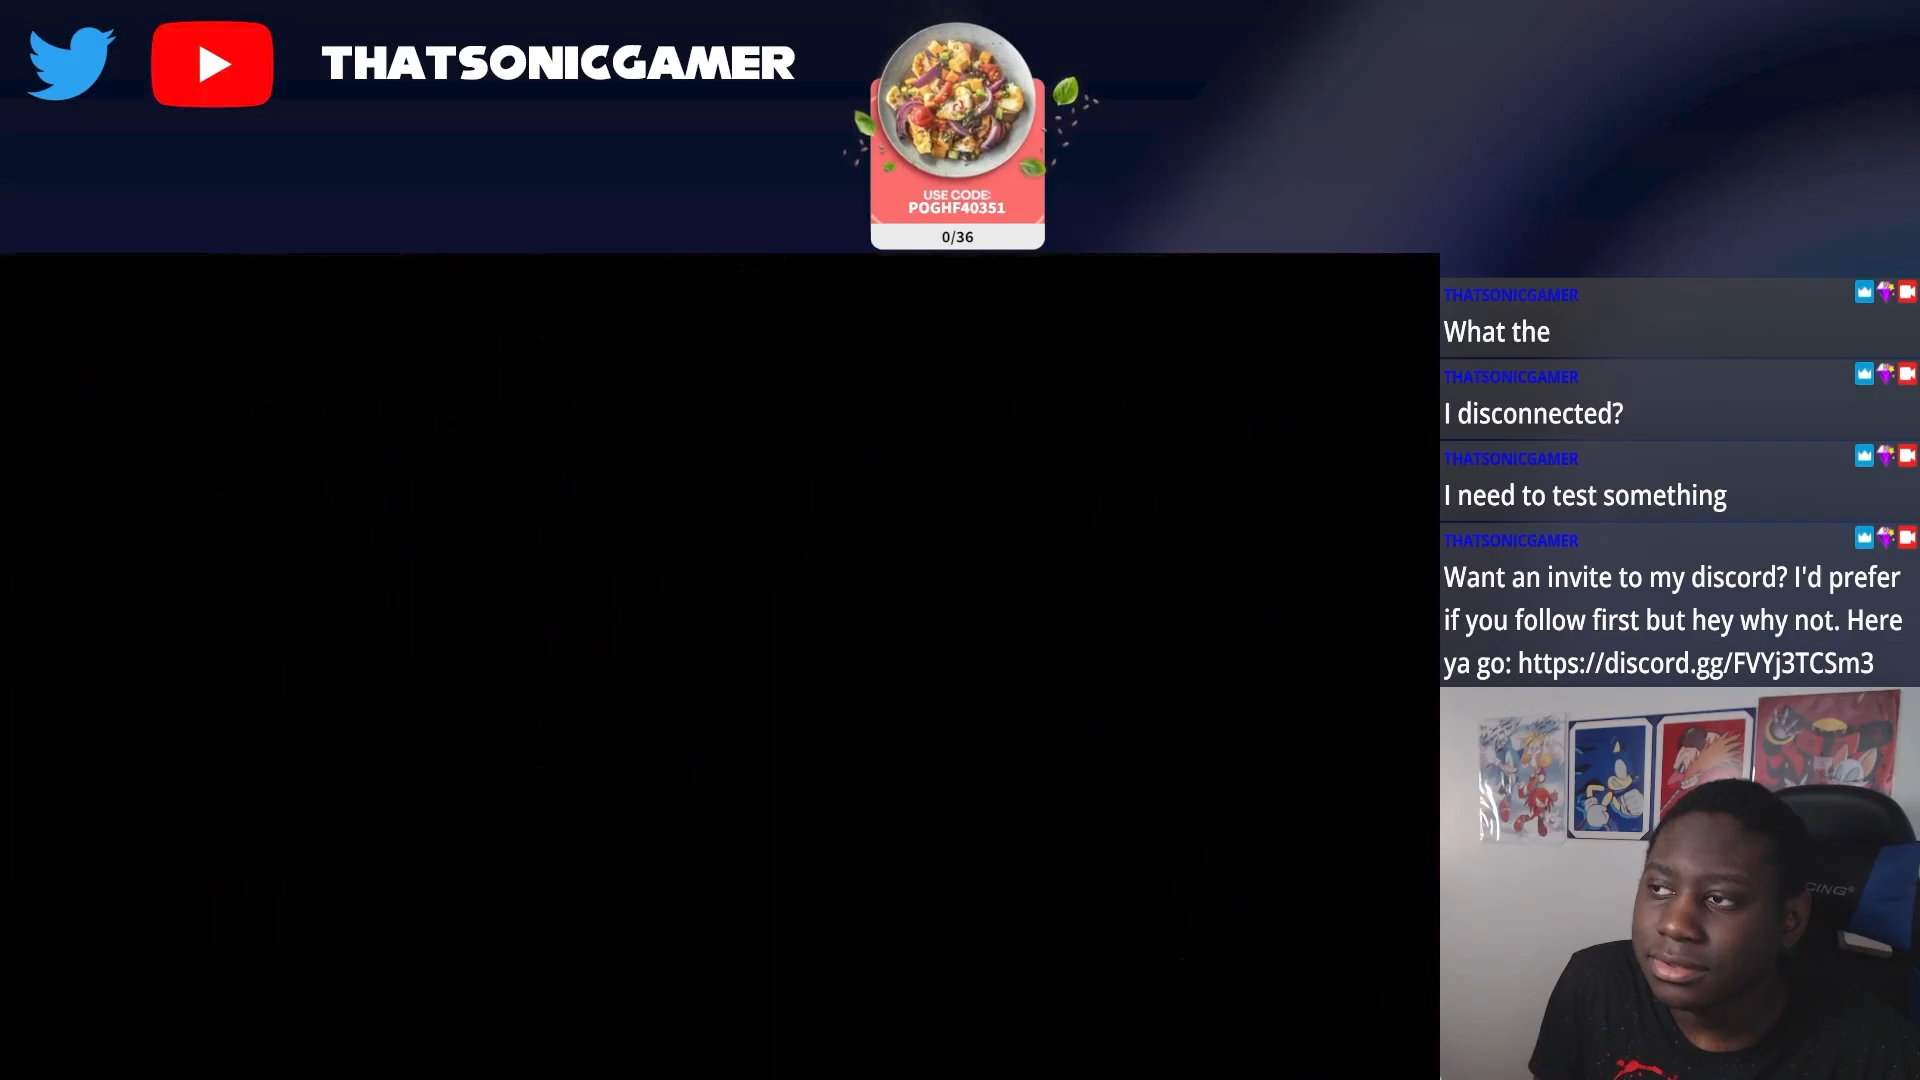 THATSONICGAMER
USE CODE:
POGHF40351
0/36
THATSONICGAMER
What the
THATSONICGAMER
I disconnected?
THATSONICGAMER
I need to test something
THATSONICGAMER
Want an invite to my discord? I'd prefer
if you follow first but hey why not. Here
ya go: https://discord.gg/FVYj3TCSm3